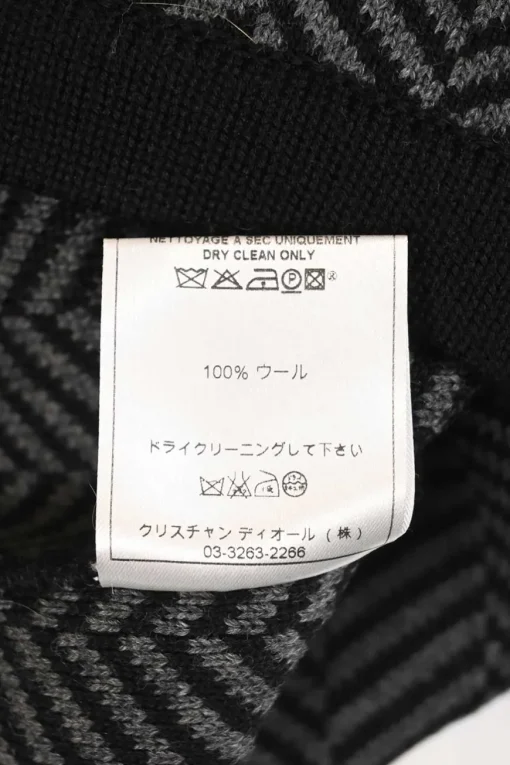 NETTOYAGE A SEC UNIQUEMENT
DRY CLEAN ONLY
P
100% ウール
ドライクリーニングして下さい
クリスチャン ディオール (株)
03-3263-2266